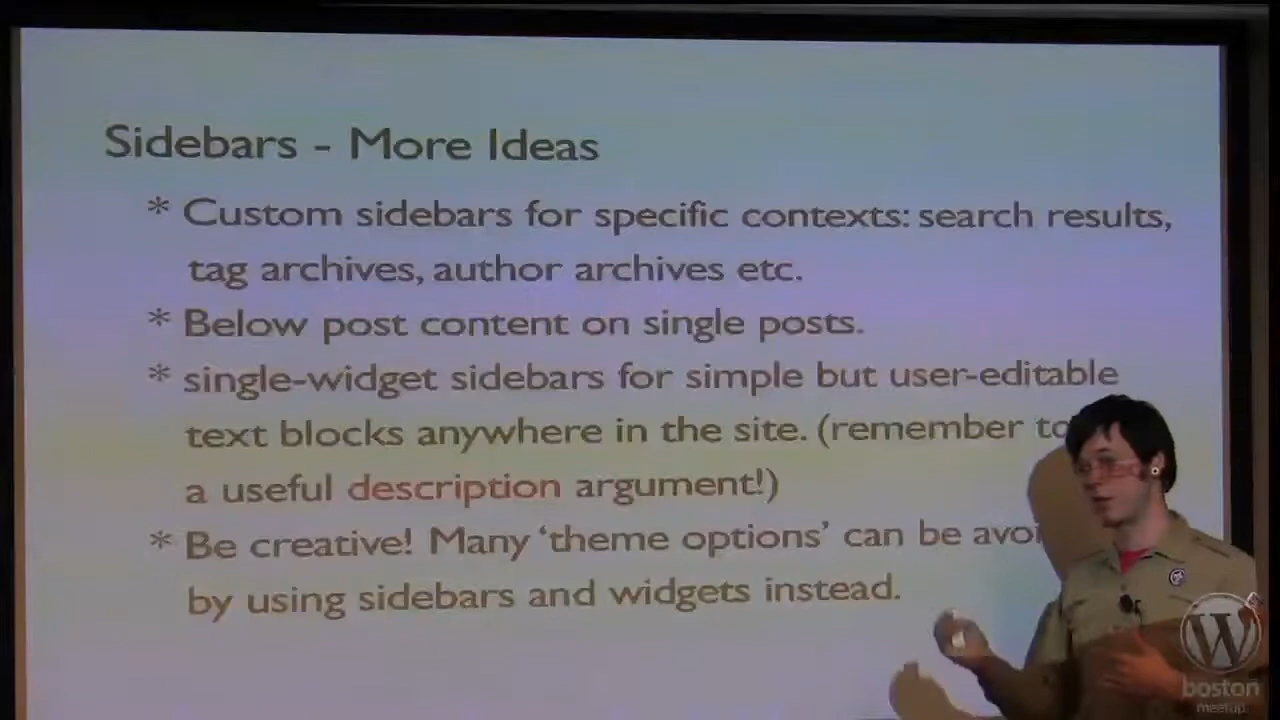 Sidebars - More Ideas
* Custom sidebars for specific contexts: search results,
tag archives, author archives etc.
* Below post content on single posts.
* single-widget sidebars for simple but user-editable
text blocks anywhere in the site. (remember to
a useful description argument!)
* Be creative! Many ‘theme options’ can be
by using sidebars and widgets instead.
W
boston
meetup